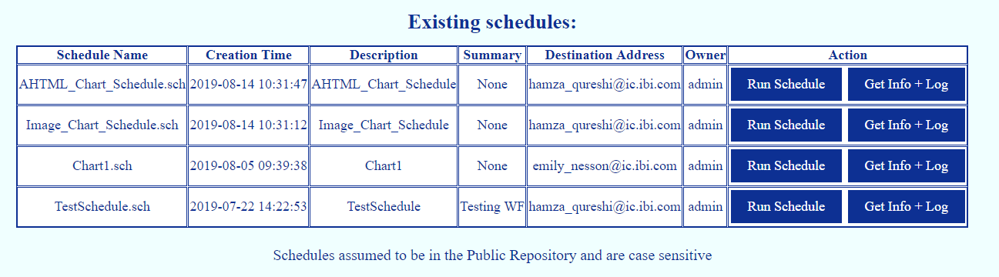 Existing schedules:
Schedule Name Creation Time Description Summary Destination Address Owner Action
AHTML_Chart_Schedule.sch 2019-08-14 10:31:47 AHTML_Chart_Schedule None hamza_qureshi@ic.ibi.com admin Run Schedule Get Info + Log
Image_Chart_Schedule.sch 2019-08-14 10:31:12 Image_Chart_Schedule None hamza_qureshi@ic.ibi.com admin Run Schedule Get Info + Log
Chart1.sch 2019-08-05 09:39:38 Chart1 None emily_nesson@ic.ibi.com admin Run Schedule Get Info + Log
TestSchedule.sch 2019-07-22 14:22:53 TestSchedule Testing WF hamza_qureshi@ic.ibi.com admin Run Schedule Get Info + Log
Schedules assumed to be in the Public Repository and are case sensitive